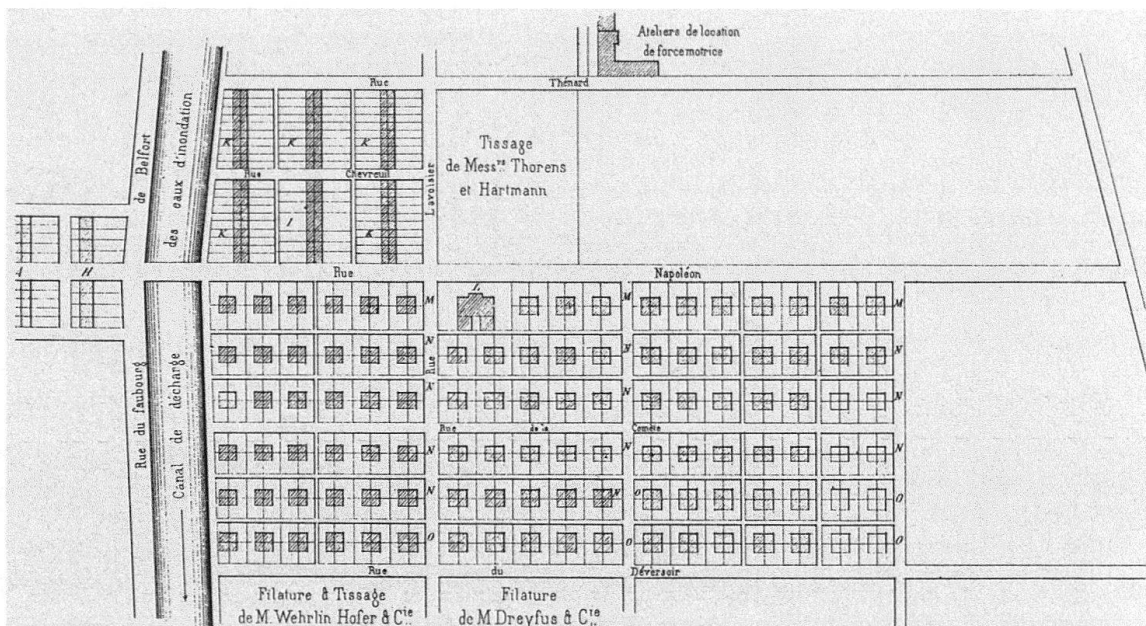 Ateliers de location
de force motrice
Rue Thénard
Tissage
de Mess.rs Thorens
et Hartmann
Rue Lavoisier
K K K
Rue Chevreuil
K I K
Rue du faubourg de Belfort
Canal de décharge des eaux d'inondation
H
Rue Napoléon
L
M M M
N N N
N N N
Rue de la Comète
N N N
N N O O
O O O
Rue du Déversoir
Filature & Tissage
de M. Wehrlin Hofer & C.ie
Filature
de M Dreyfus & C.ie